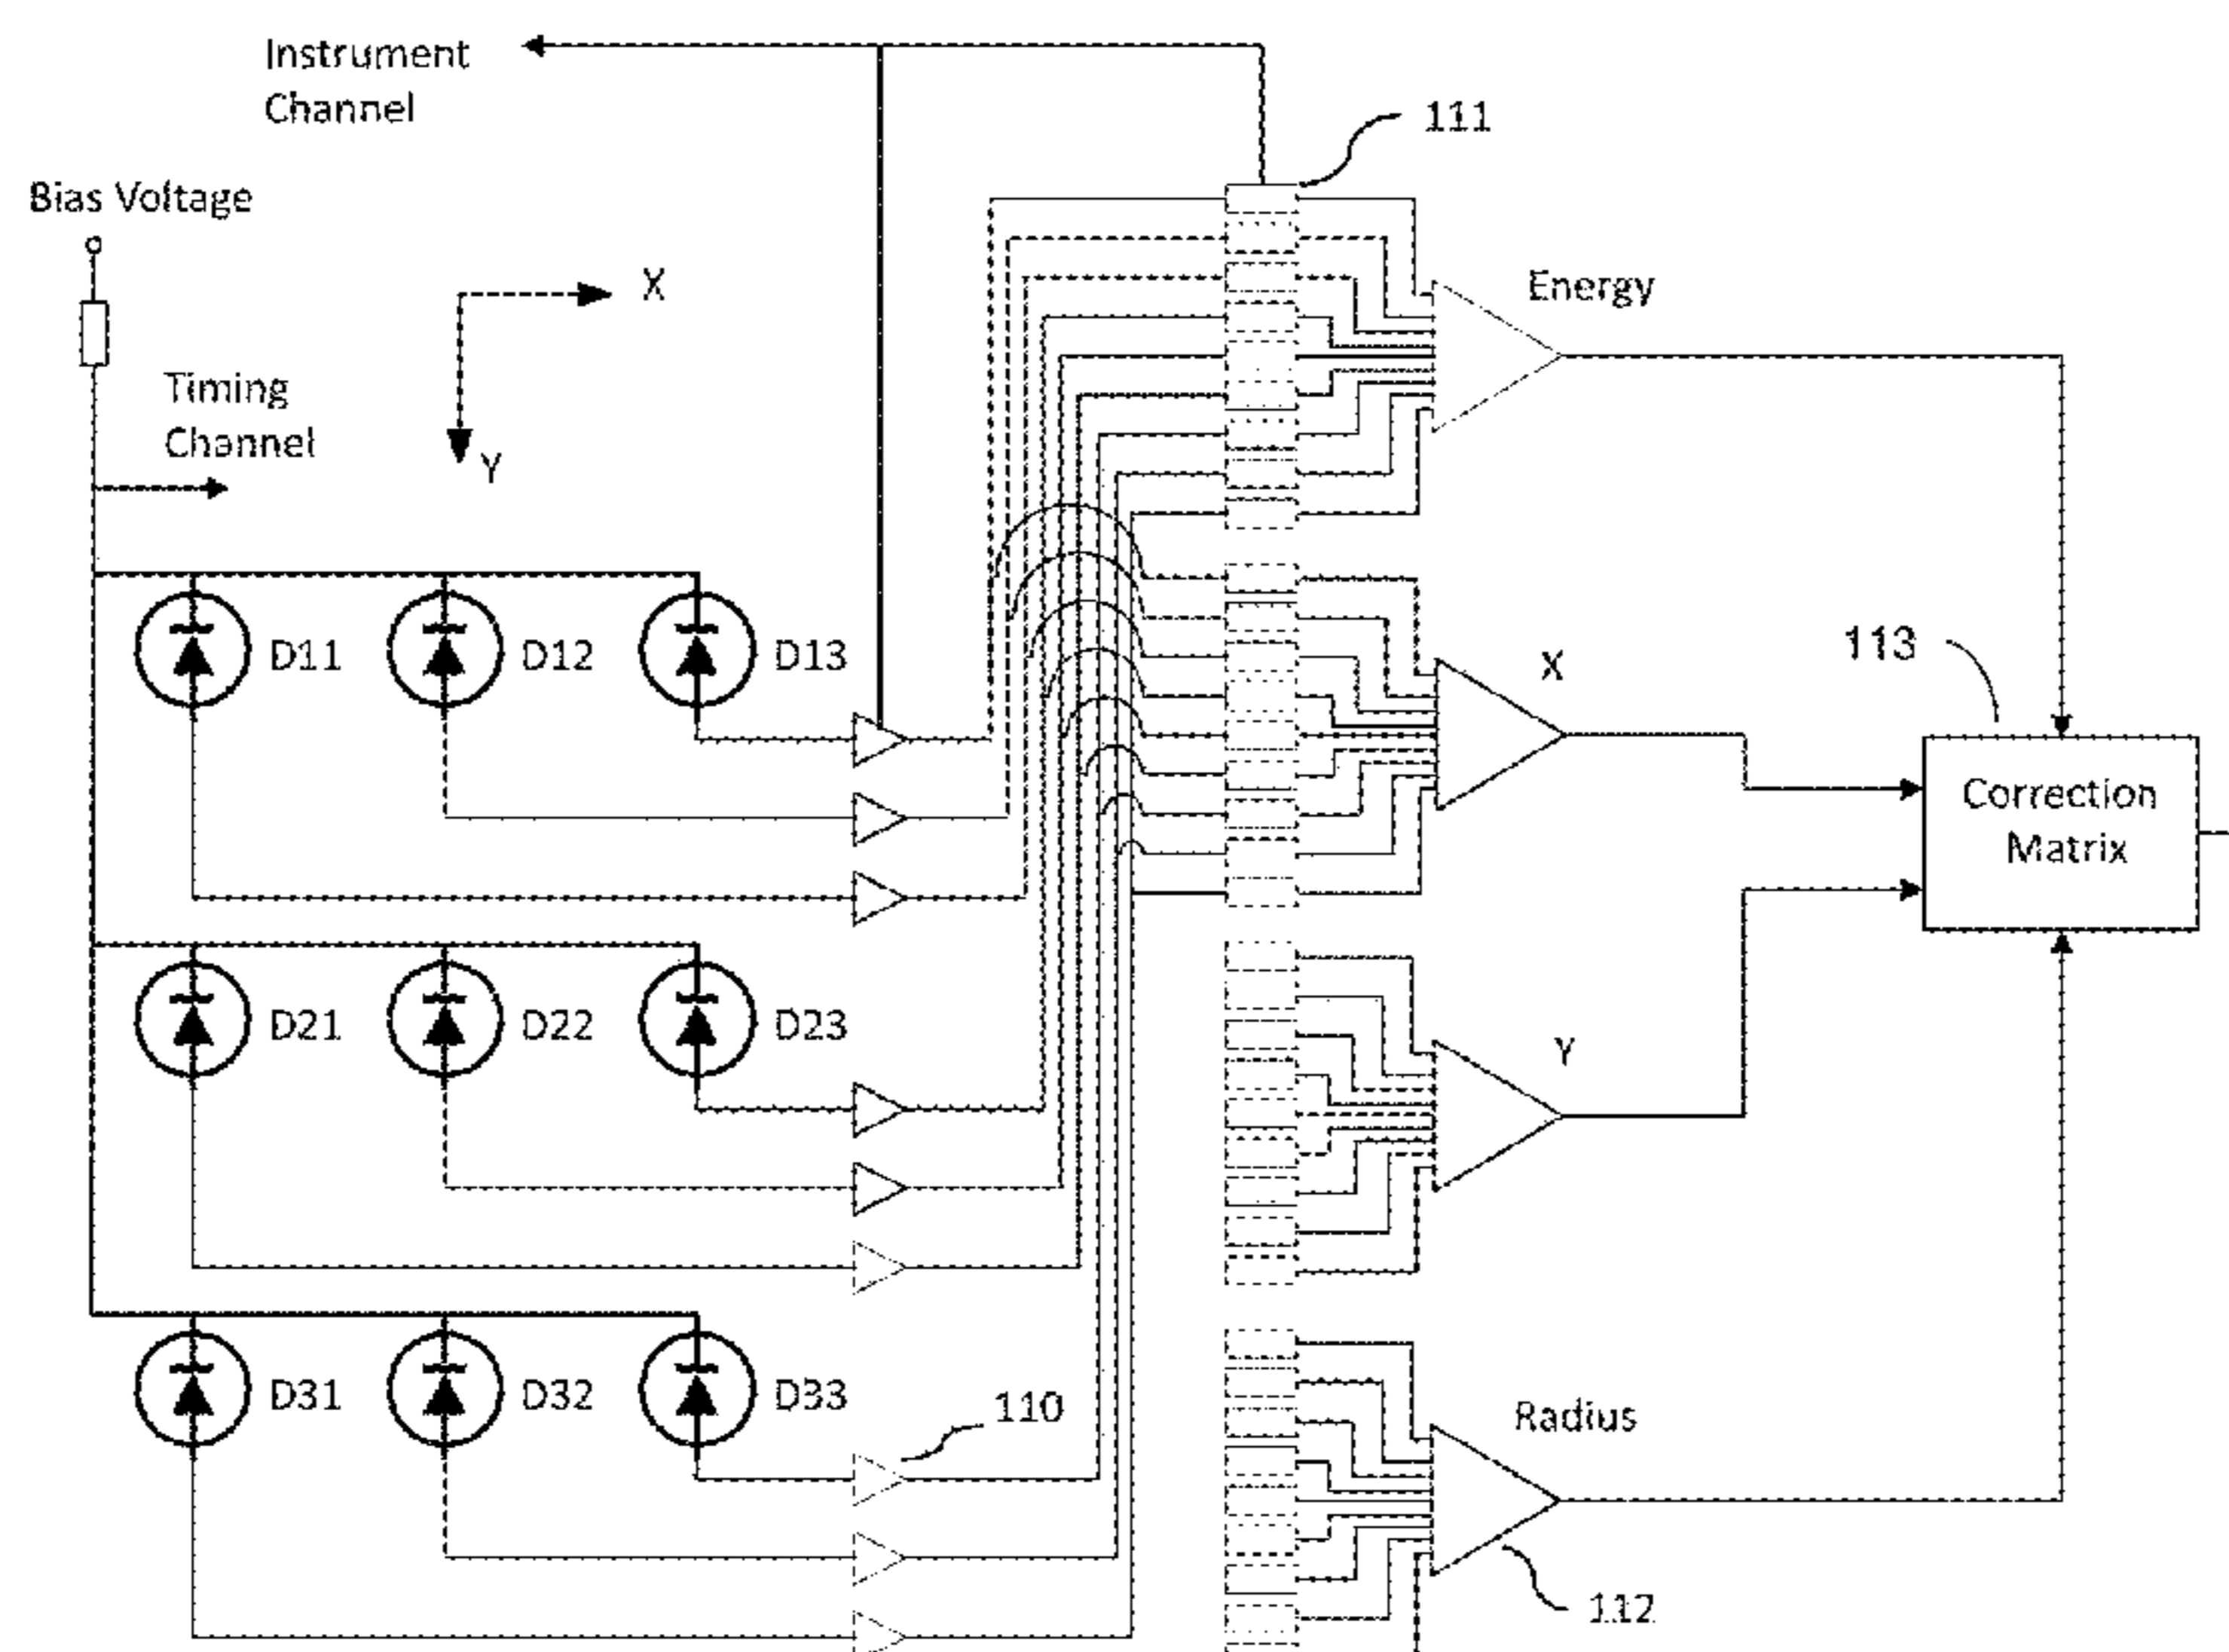 Instrument
Channel
111
Bias Voltage
X
Energy
Timing
Channel
Y
D11
D12
D13
X
113
Correction
Matrix
D21
D22
D23
Y
D31
D32
D33
110
Radius
112